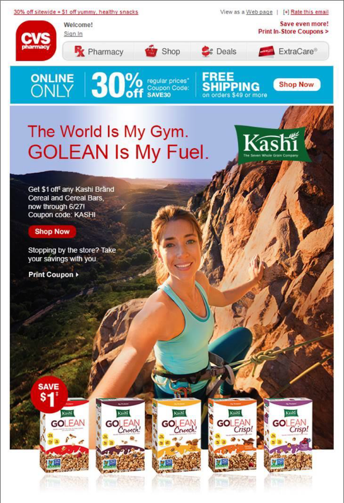 30% off sitewide + $1 off yummy, healthy snacks
View as a Web page | [+] Rate this email
CVS
pharmacy
Welcome!
Sign In
Save even more!
Print In-Store Coupons >
Pharmacy
Shop
Deals
ExtraCare®
ONLINE
ONLY
30%
off
regular prices*
Coupon Code:
SAVE30
FREE
SHIPPING
on orders $49 or more
Shop Now
The World Is My Gym.
GOLEAN Is My Fuel.
Kashi
The Seven Whole Grain Company
Get $1 off‡ any Kashi Brand
Cereal and Cereal Bars,
now through 6/27!
Coupon code: KASHI
Shop Now
Stopping by the store? Take
your savings with you
Print Coupon
SAVE
$1‡
Kashi
GOLEAN
Kashi
GOLEAN
Crunch!
Kashi
GOLEAN
Crunch!
Kashi
GOLEAN
Crisp!
Kashi
GOLEAN
Crisp!